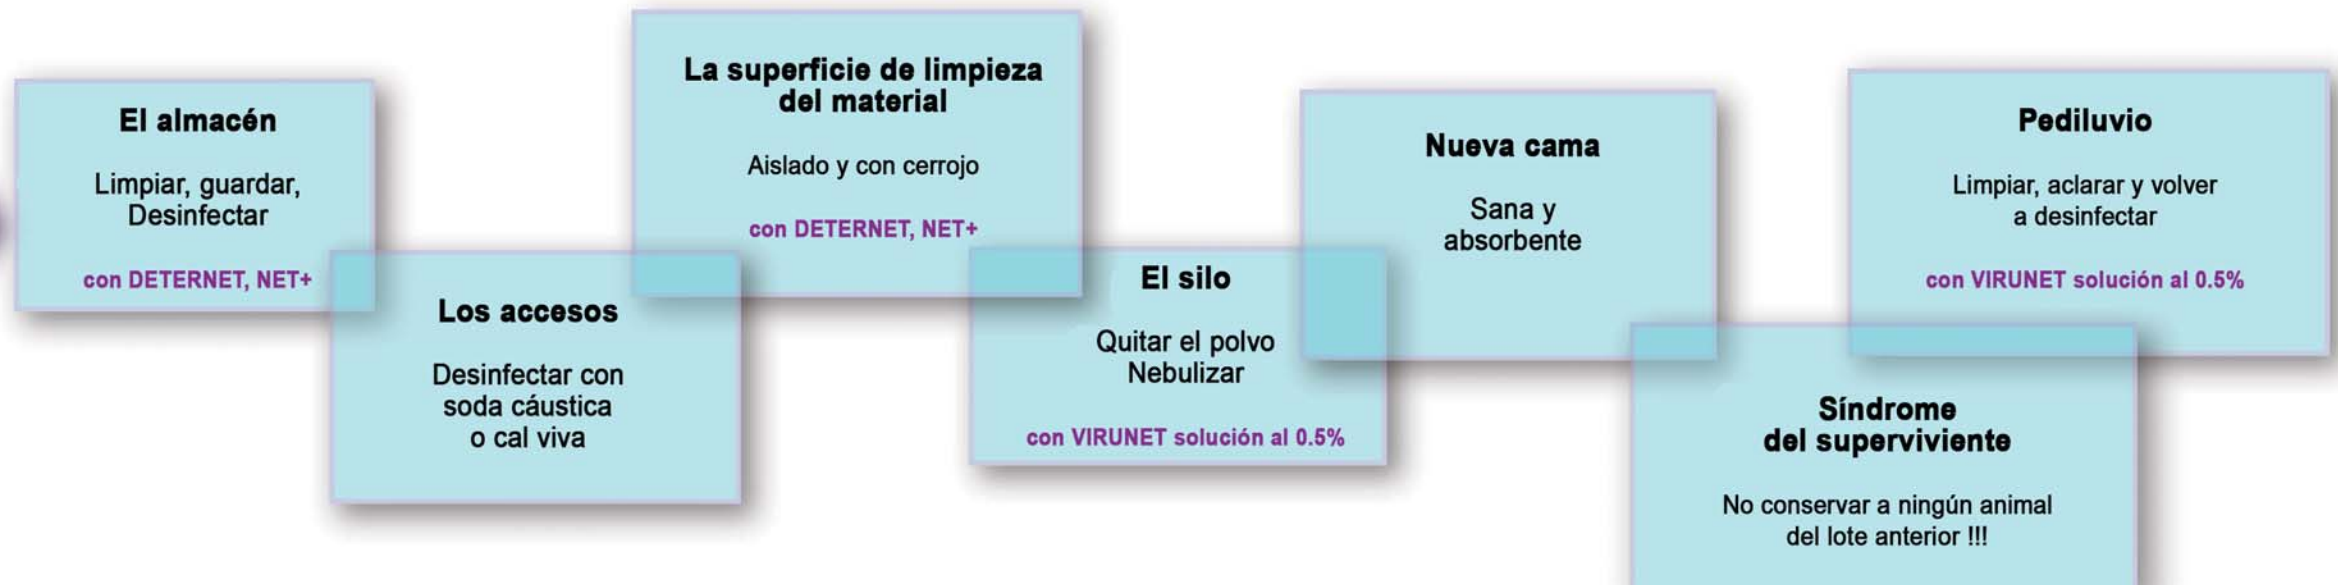 El almacén
Limpiar, guardar,
Desinfectar
con DETERNET, NET+
Los accesos
Desinfectar con
soda cáustica
o cal viva
La superficie de limpieza
del material
Aislado y con cerrojo
con DETERNET, NET+
El silo
Quitar el polvo
Nebulizar
con VIRUNET solución al 0.5%
Nueva cama
Sana y
absorbente
Síndrome
del superviviente
No conservar a ningún animal
del lote anterior !!!
Pediluvio
Limpiar, aclarar y volver
a desinfectar
con VIRUNET solución al 0.5%